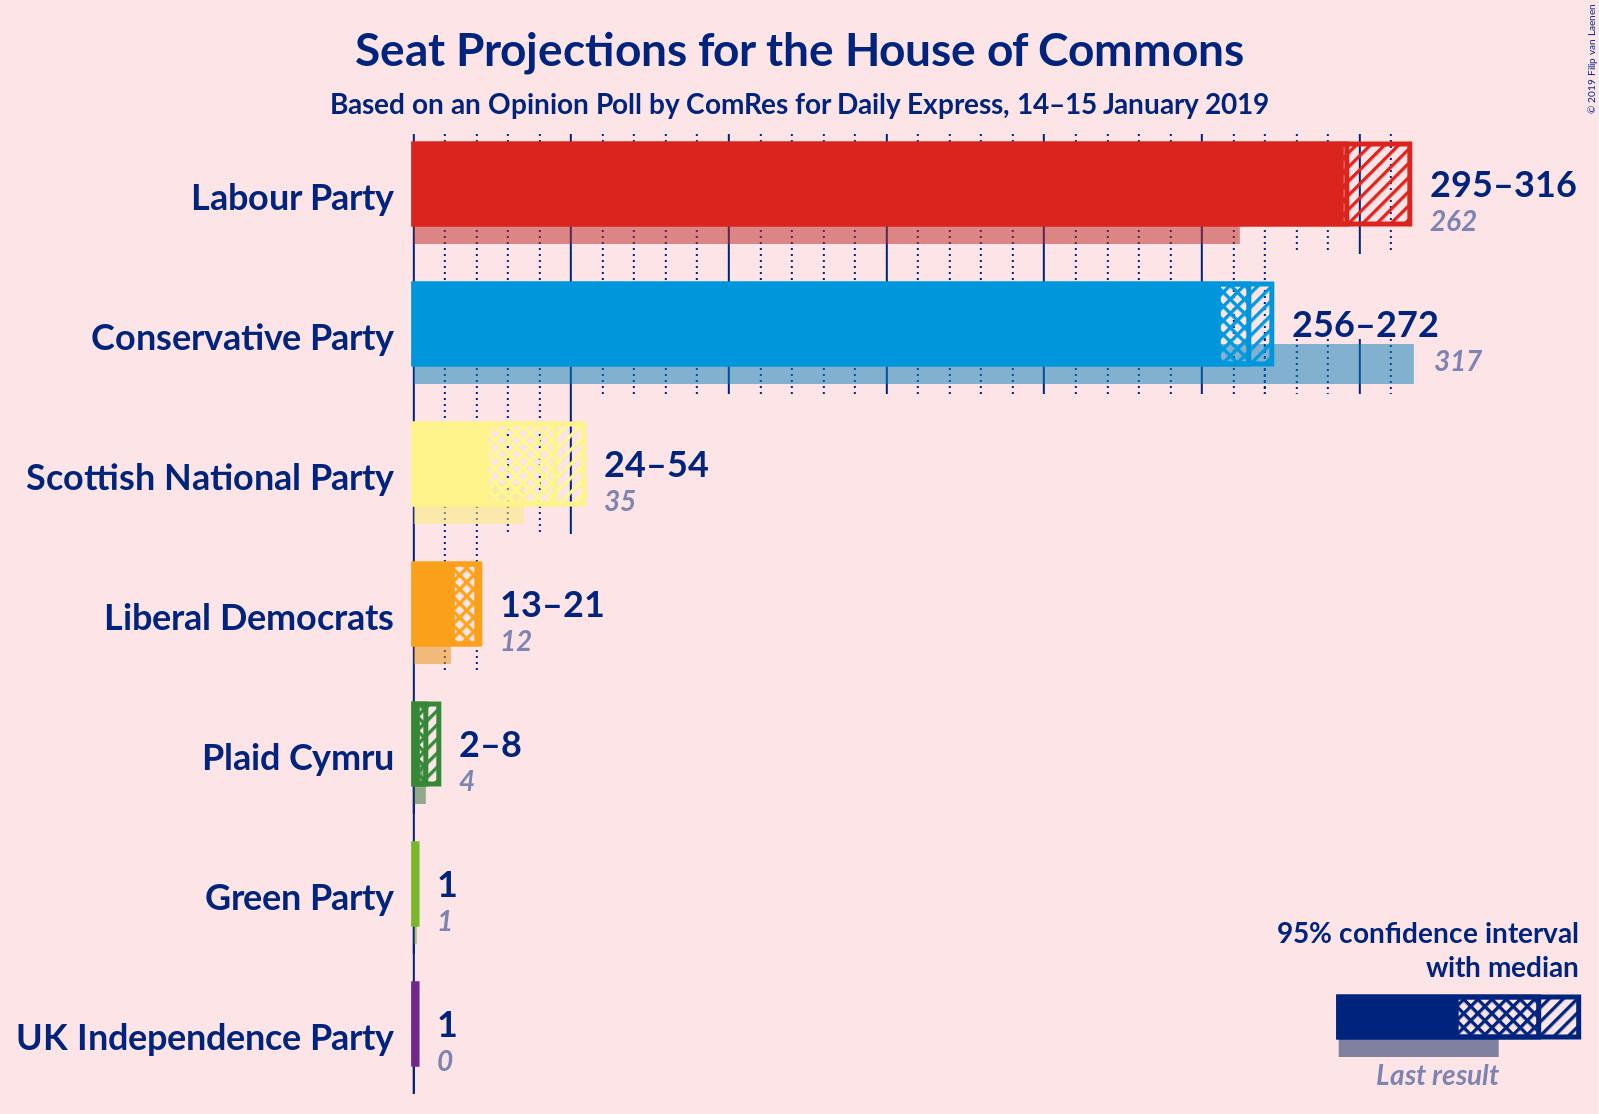 Seat Projections for the House of Commons
Based on an Opinion Poll by ComRes for Daily Express, 14–15 January 2019
© 2019 Filip van Laenen
Labour Party
295–316
262
Conservative Party
256–272
317
Scottish National Party
24–54
35
Liberal Democrats
13–21
12
Plaid Cymru
2–8
4
Green Party
1
1
UK Independence Party
1
0
95% confidence interval
with median
Last result